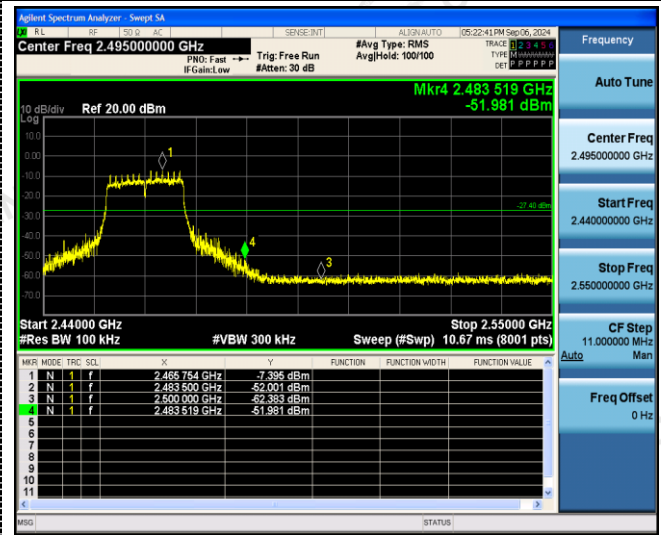 Agilent Spectrum Analyzer - Swept SA
RL RF 50 Ω AC SENSE:INT ALIGNAUTO 05:22:41 PM Sep 06, 2024
Center Freq 2.495000000 GHz
PNO: Fast Trig: Free Run
IFGain:Low #Atten: 30 dB
#Avg Type: RMS
Avg|Hold: 100/100
TRACE 1 2 3 4 5 6
TYPE M
DET P P P P P P
Mkr4 2.483 519 GHz
-51.981 dBm
10 dB/div Ref 20.00 dBm
Log
10.0
0.00
-10.0
-20.0
-30.0
-40.0
-50.0
-60.0
-70.0
1
4
3
-27.40 dBm
Start 2.44000 GHz Stop 2.55000 GHz
#Res BW 100 kHz #VBW 300 kHz Sweep (#Swp) 10.67 ms (8001 pts)
MKR MODE TRC SCL X Y FUNCTION FUNCTION WIDTH FUNCTION VALUE
1 N 1 f 2.465 754 GHz -7.395 dBm
2 N 1 f 2.483 500 GHz -52.001 dBm
3 N 1 f 2.500 000 GHz -62.383 dBm
4 N 1 f 2.483 519 GHz -51.981 dBm
5
6
7
8
9
10
11
MSG STATUS
Frequency
Auto Tune
Center Freq
2.495000000 GHz
Start Freq
2.440000000 GHz
Stop Freq
2.550000000 GHz
CF Step
11.000000 MHz
Auto Man
Freq Offset
0 Hz